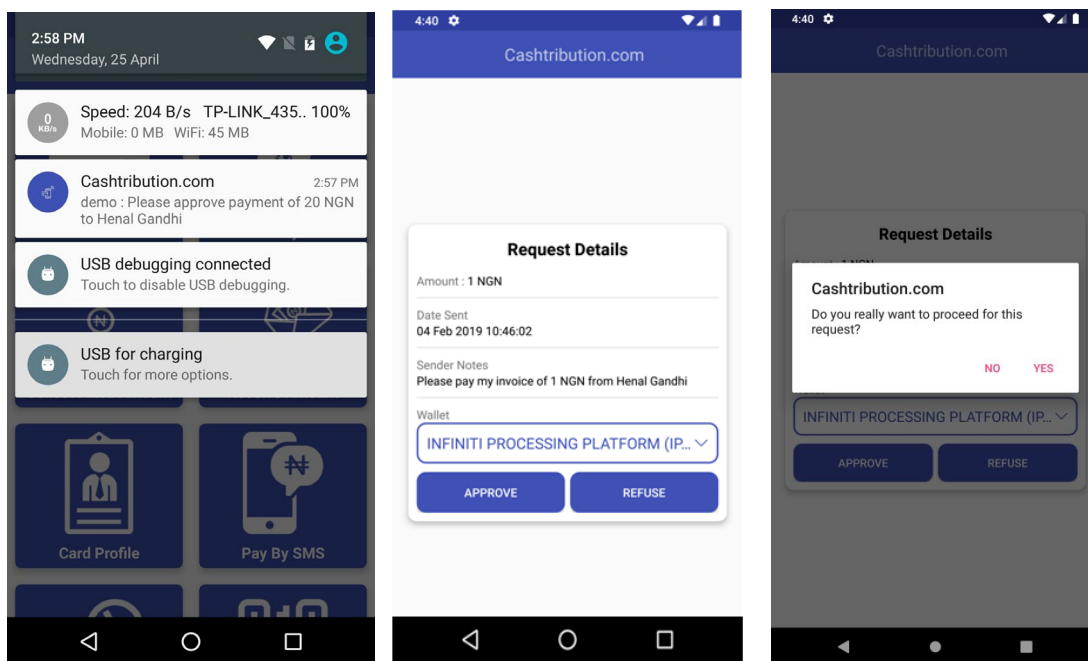 2:58 PM
Wednesday, 25 April
0
KB/s
Speed: 204 B/s TP-LINK_435.. 100%
Mobile: 0 MB WiFi: 45 MB
Cashtribution.com 2:57 PM
demo : Please approve payment of 20 NGN
to Henal Gandhi
USB debugging connected
Touch to disable USB debugging.
USB for charging
Touch for more options.
Card Profile
Pay By SMS
4:40
Cashtribution.com
Request Details
Amount : 1 NGN
Date Sent
04 Feb 2019 10:46:02
Sender Notes
Please pay my invoice of 1 NGN from Henal Gandhi
Wallet
INFINITI PROCESSING PLATFORM (IP...
APPROVE REFUSE
4:40
Cashtribution.com
Request Details
Cashtribution.com
Do you really want to proceed for this
request?
NO YES
INFINITI PROCESSING PLATFORM (IP...
APPROVE REFUSE